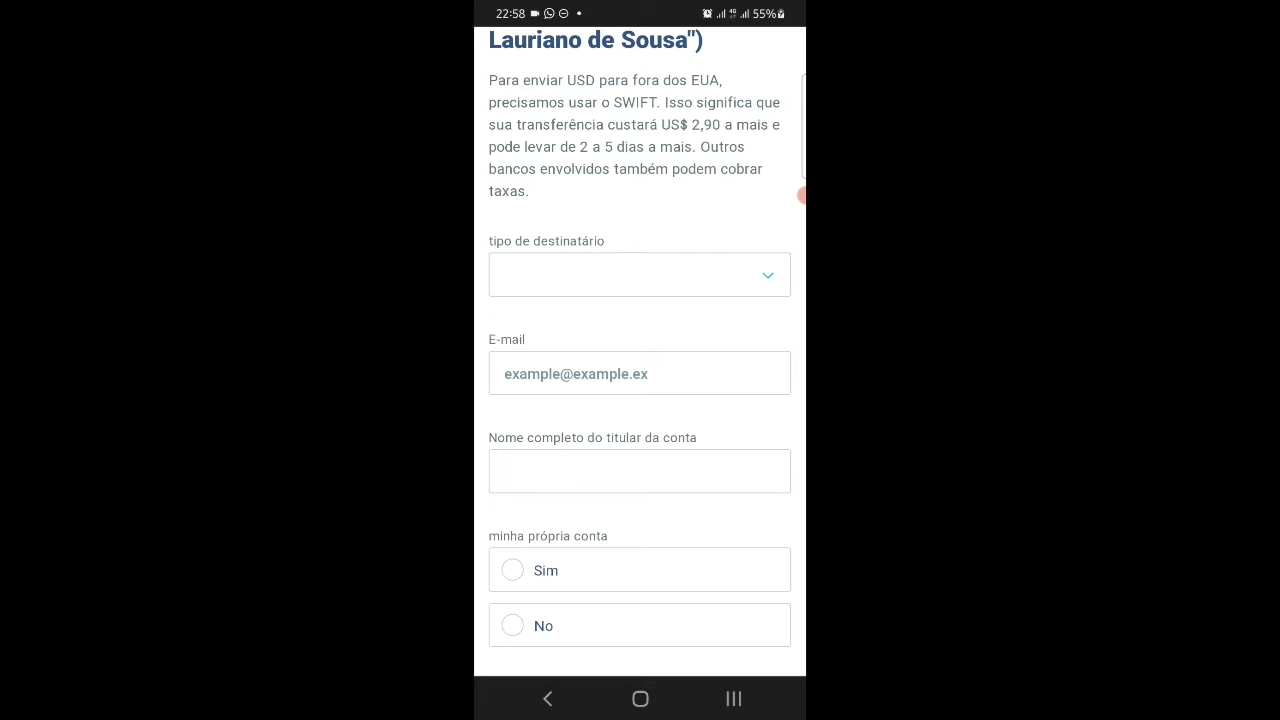 22:58
4G
55%
Lauriano de Sousa")
Para enviar USD para fora dos EUA,
precisamos usar o SWIFT. Isso significa que
sua transferência custará US$ 2,90 a mais e
pode levar de 2 a 5 dias a mais. Outros
bancos envolvidos também podem cobrar
taxas.
tipo de destinatário
E-mail
example@example.ex
Nome completo do titular da conta
minha própria conta
Sim
No